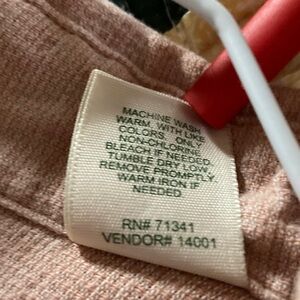 MACHINE WASH
WARM. WITH LIKE
COLORS. ONLY
NON-CHLORINE
BLEACH IF NEEDED.
TUMBLE DRY LOW.
REMOVE PROMPTLY.
WARM IRON IF
NEEDED.
RN# 71341
VENDOR# 14001